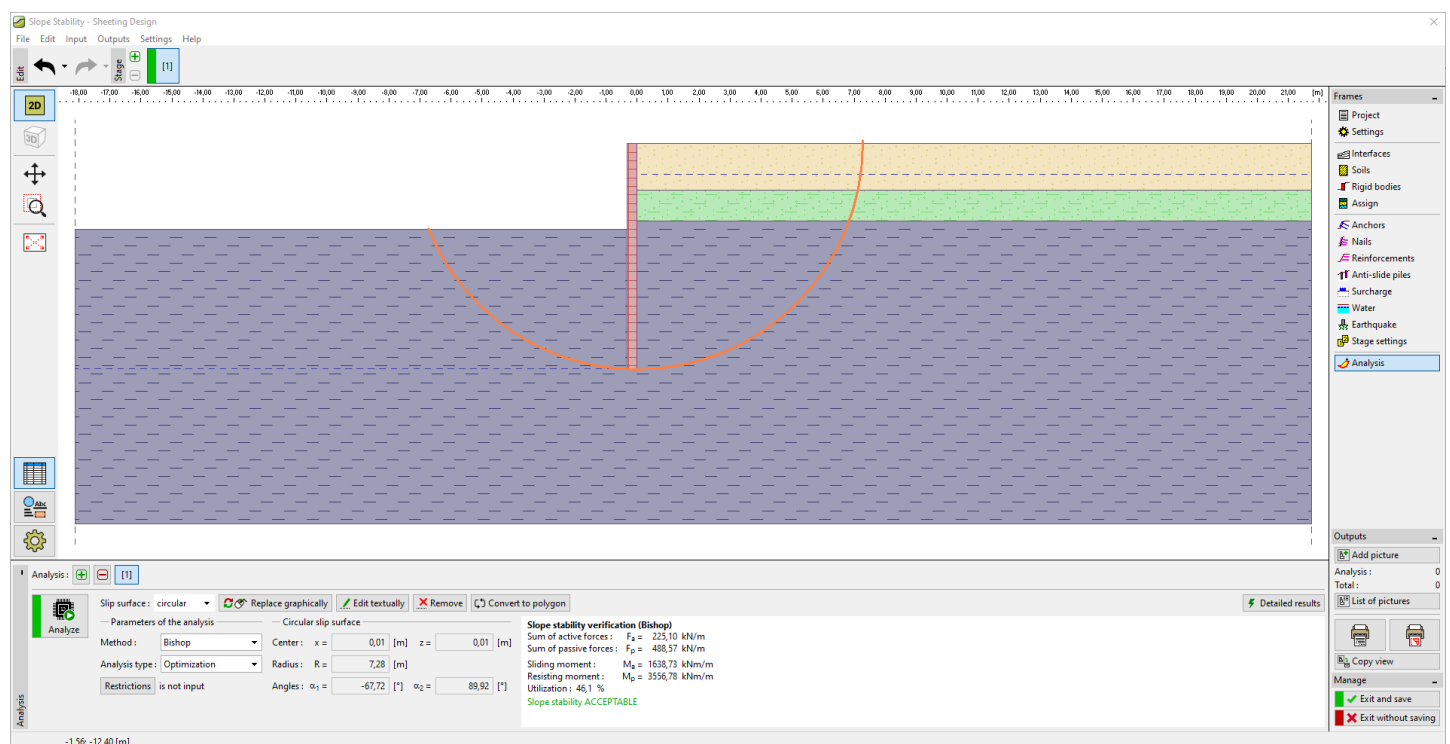 Slope Stability - Sheeting Design
File Edit Input Outputs Settings Help
Edit
Stage
[1]
2D
3D
-18,00 -17,00 -16,00 -15,00 -14,00 -13,00 -12,00 -11,00 -10,00 -9,00 -8,00 -7,00 -6,00 -5,00 -4,00 -3,00 -2,00 -1,00 0,00 1,00 2,00 3,00 4,00 5,00 6,00 7,00 8,00 9,00 10,00 11,00 12,00 13,00 14,00 15,00 16,00 17,00 18,00 19,00 20,00 21,00 [m]
Frames
Project
Settings
Interfaces
Soils
Rigid bodies
Assign
Anchors
Nails
Reinforcements
Anti-slide piles
Surcharge
Water
Earthquake
Stage settings
Analysis
Abc
Outputs
Add picture
Analysis : 0
Total : 0
List of pictures
Copy view
Manage
Exit and save
Exit without saving
Analysis : [1]
Analyze
Slip surface : circular Replace graphically Edit textually Remove Convert to polygon Detailed results
Parameters of the analysis
Method : Bishop
Analysis type : Optimization
Restrictions is not input
Circular slip surface
Center : x = 0,01 [m] z = 0,01 [m]
Radius : R = 7,28 [m]
Angles : α1 = -67,72 [°] α2 = 89,92 [°]
Slope stability verification (Bishop)
Sum of active forces : Fa = 225,10 kN/m
Sum of passive forces : Fp = 488,57 kN/m
Sliding moment : Ma = 1638,73 kNm/m
Resisting moment : Mp = 3556,78 kNm/m
Utilization : 46,1 %
Slope stability ACCEPTABLE
Analysis
-1,56; -12,40 [m]